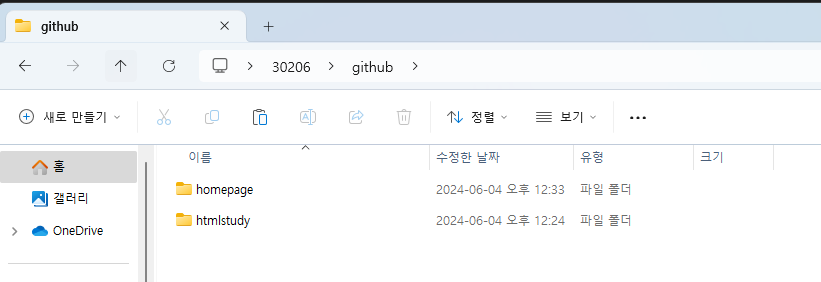 github
30206 github
새로 만들기 정렬 보기
이름 수정한 날짜 유형 크기
홈
갤러리
OneDrive
homepage 2024-06-04 오후 12:33 파일 폴더
htmlstudy 2024-06-04 오후 12:24 파일 폴더